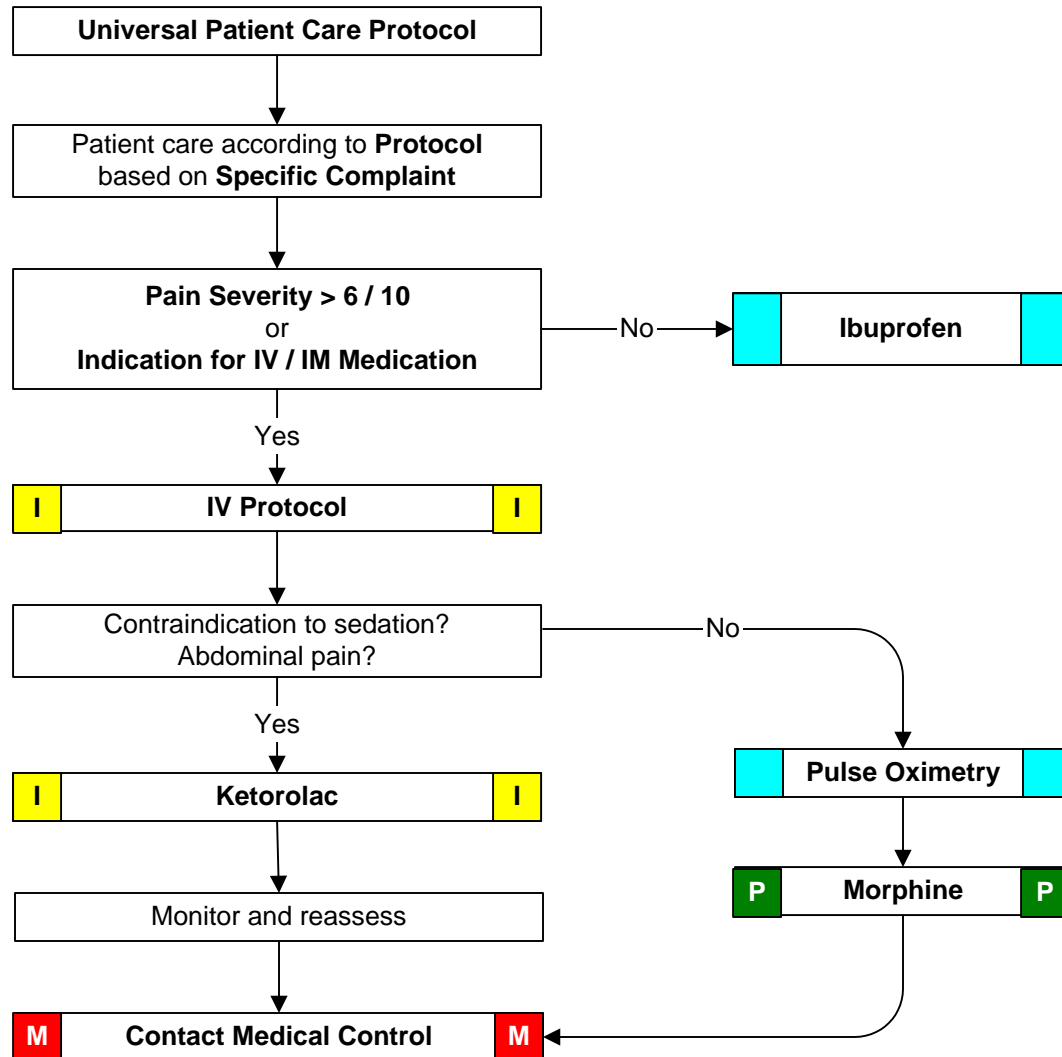 Universal Patient Care Protocol
Patient care according to Protocol
based on Specific Complaint
Pain Severity > 6 / 10
or
Indication for IV / IM Medication
No
Ibuprofen
Yes
I IV Protocol I
Contraindication to sedation?
Abdominal pain?
No
Yes
Pulse Oximetry
I Ketorolac I
P Morphine P
Monitor and reassess
M Contact Medical Control M